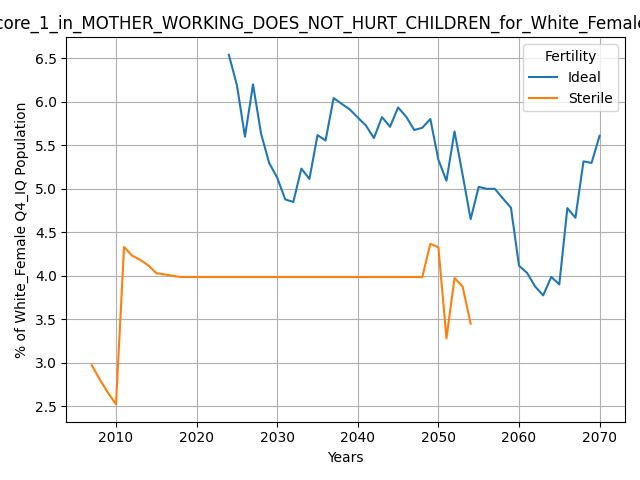 core_1_in_MOTHER_WORKING_DOES_NOT_HURT_CHILDREN_for_White_Female
Fertility
Ideal
Sterile
% of White_Female Q4_IQ Population
6.5
6.0
5.5
5.0
4.5
4.0
3.5
3.0
2.5
2010 2020 2030 2040 2050 2060 2070
Years